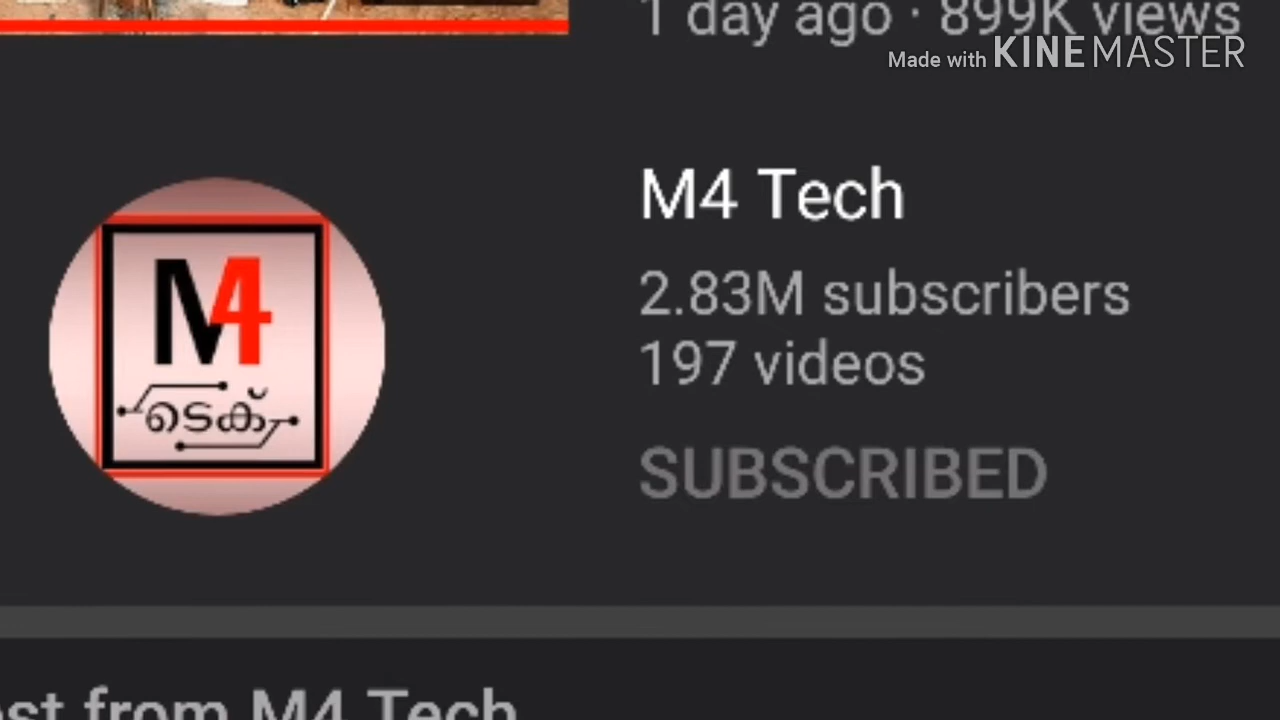 1 day ago · 899K views
Made with KINEMASTER
M4 Tech
2.83M subscribers
197 videos
SUBSCRIBED
M4
ടെക്
from M4 Tech